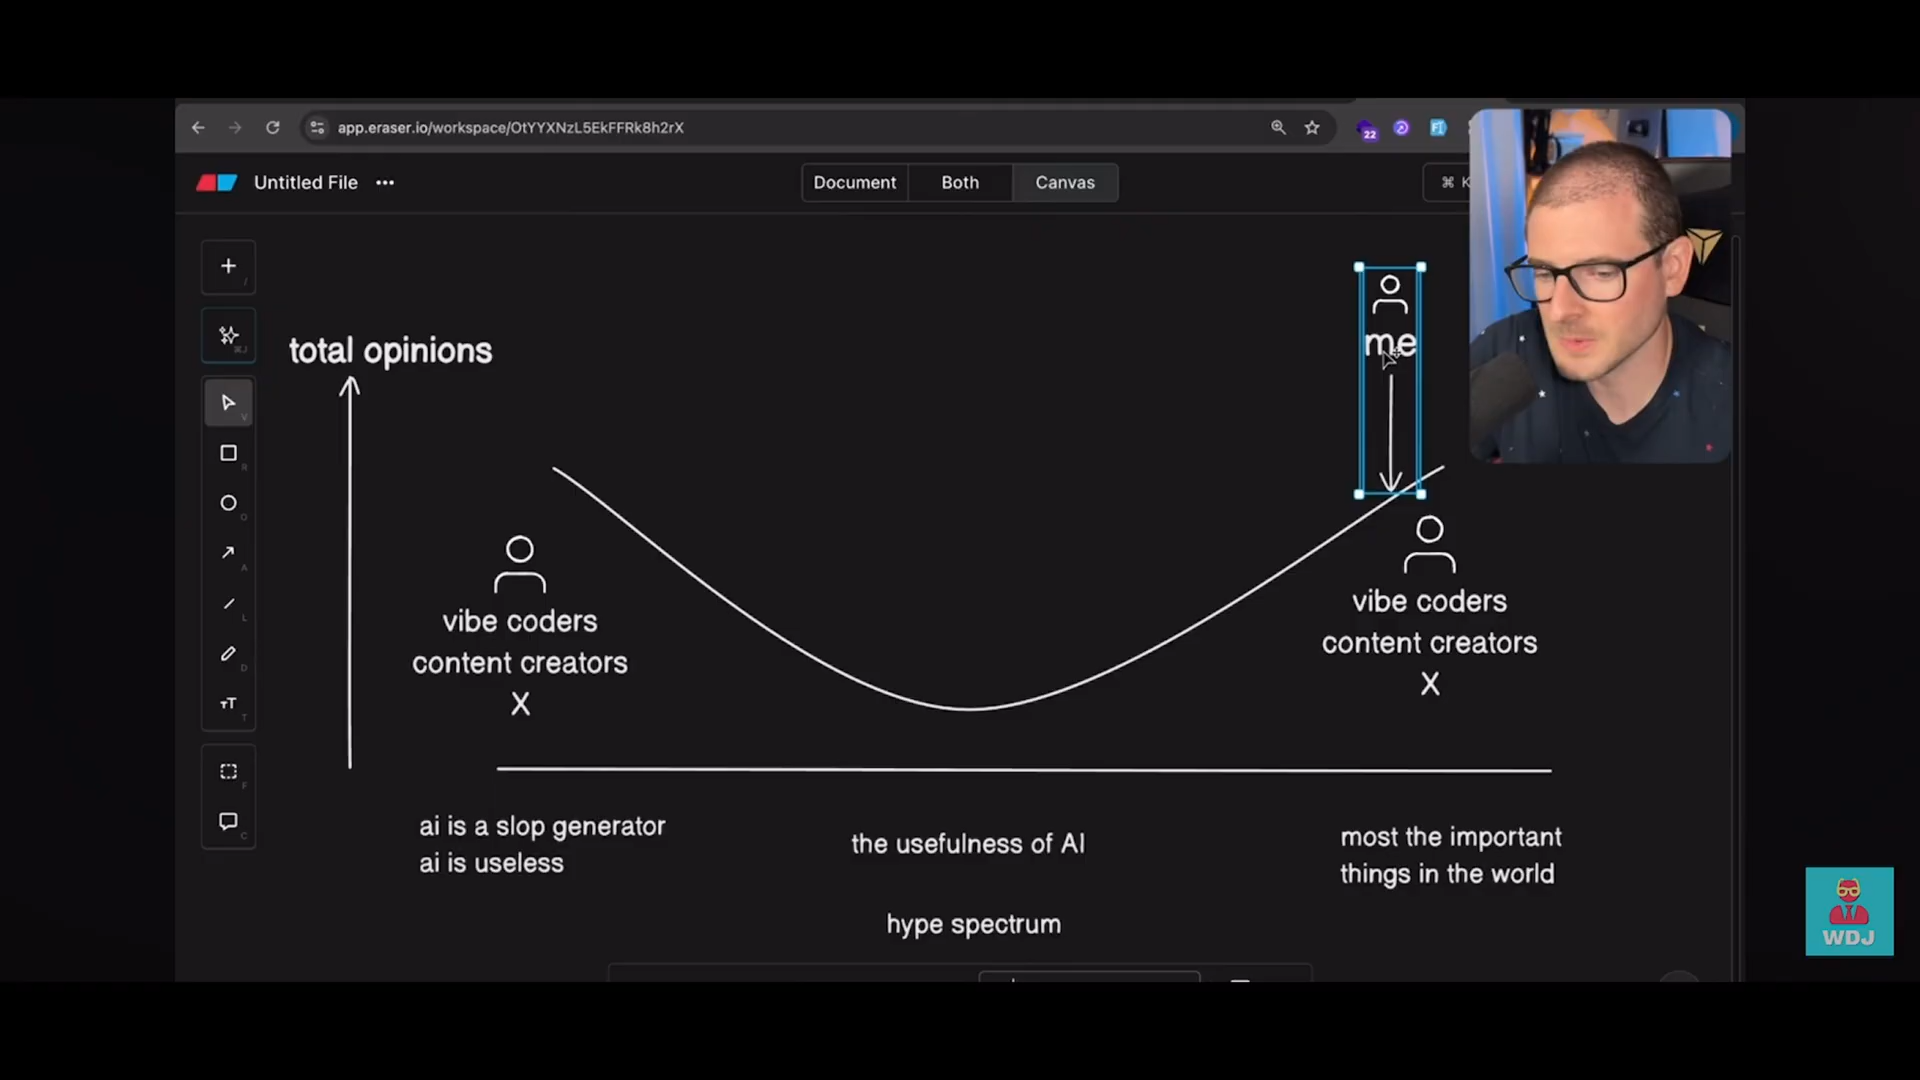 app.eraser.io/workspace/OtYYXNzL5EkFFRk8h2rX
22
Untitled File
Document
Both
Canvas
⌘ K
total opinions
me
vibe coders
content creators
X
vibe coders
content creators
X
ai is a slop generator
ai is useless
the usefulness of AI
most the important
things in the world
hype spectrum
WDJ